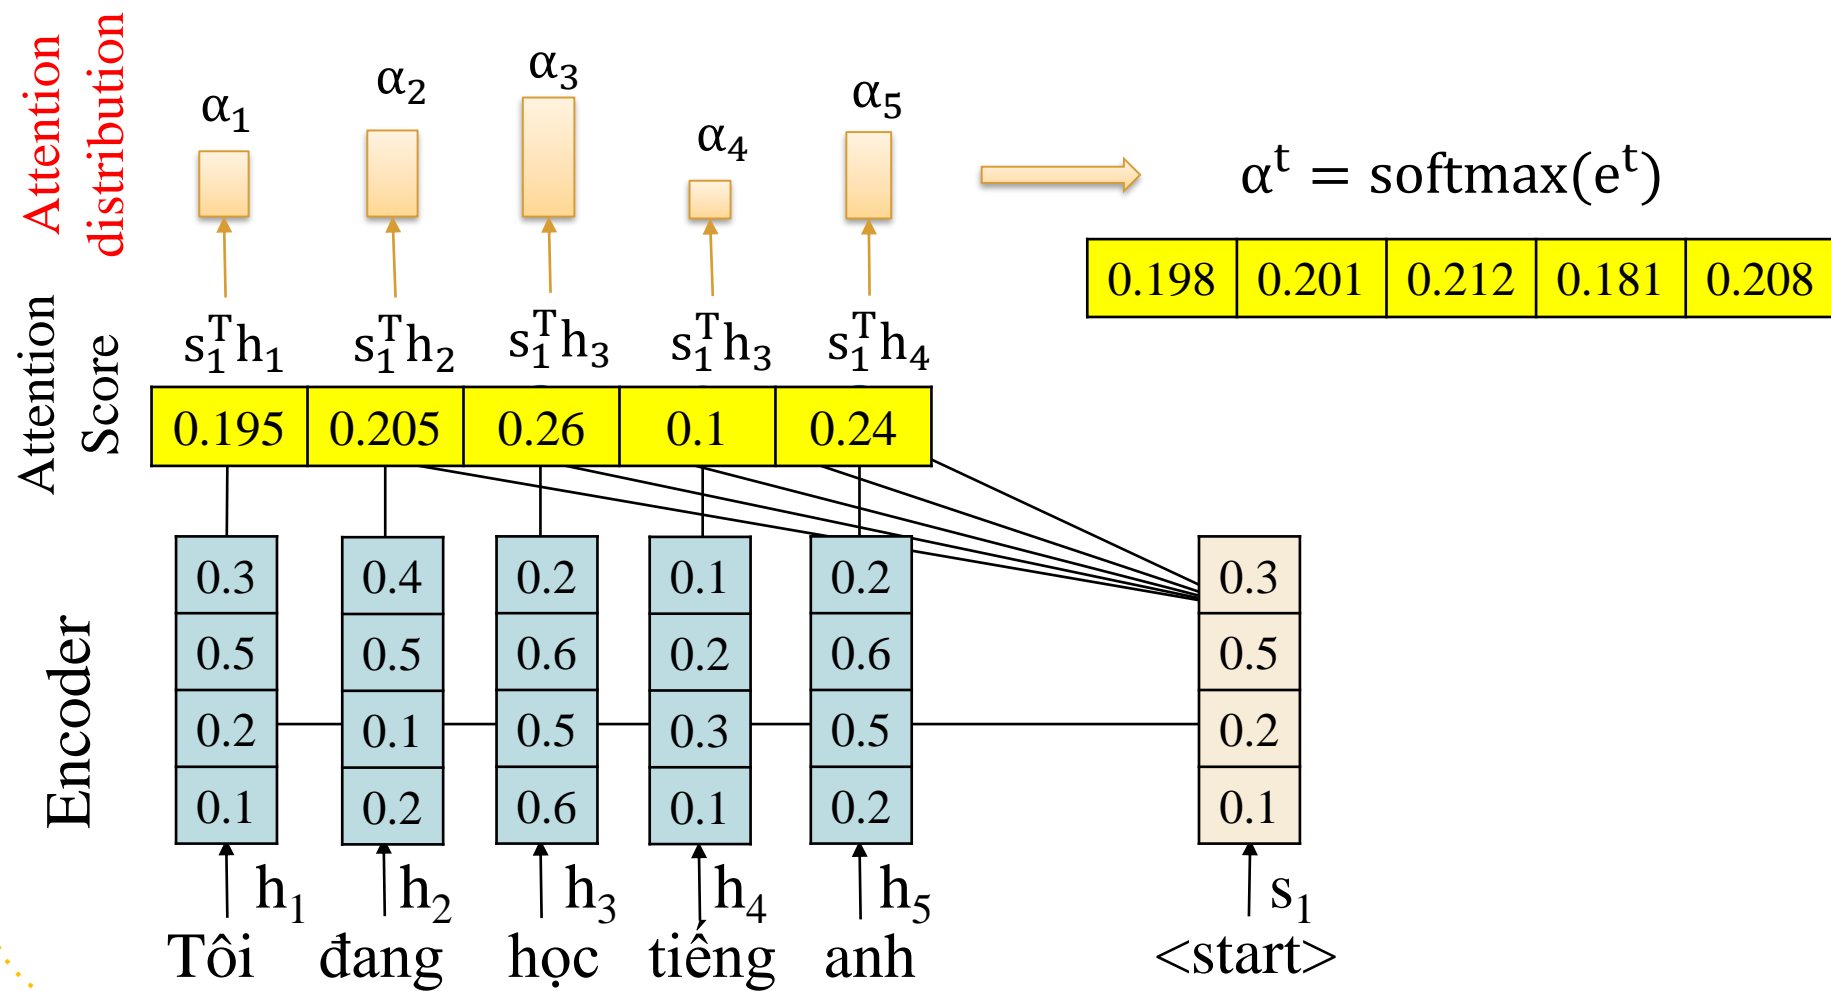 Attention
distribution
α₁ α₂ α₃ α₄ α₅
αᵗ = softmax(eᵗ)
0.198 0.201 0.212 0.181 0.208
Attention
Score
s₁ᵀh₁ s₁ᵀh₂ s₁ᵀh₃ s₁ᵀh₃ s₁ᵀh₄
0.195 0.205 0.26 0.1 0.24
Encoder
0.3 0.4 0.2 0.1 0.2 0.3
0.5 0.5 0.6 0.2 0.6 0.5
0.2 0.1 0.5 0.3 0.5 0.2
0.1 0.2 0.6 0.1 0.2 0.1
h₁ h₂ h₃ h₄ h₅ s₁
Tôi đang học tiếng anh <start>